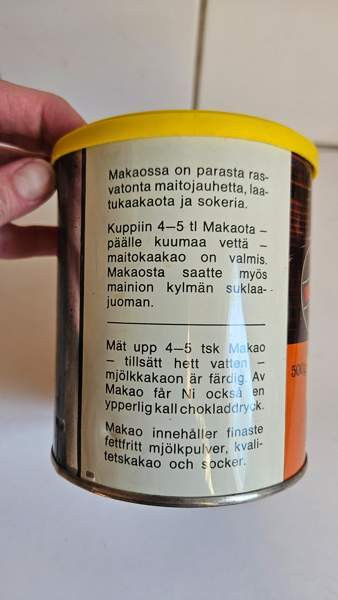 Makaossa on parasta ras-
vatonta maitojauhetta, laa-
tukaakaota ja sokeria.
Kuppiin 4—5 tl Makaota –
päälle kuumaa vettä –
maitokaakao on valmis.
Makaosta saatte myös
mainion kylmän suklaa-
juoman.
Mät upp 4—5 tsk Makao
– tillsätt hett vatten –
mjölkkakaon är färdig. Av
Makao får Ni också en
ypperlig kall chokladdryck.
Makao innehåller finaste
fettfritt mjölkpulver, kvali-
tetskakao och socker.
500g